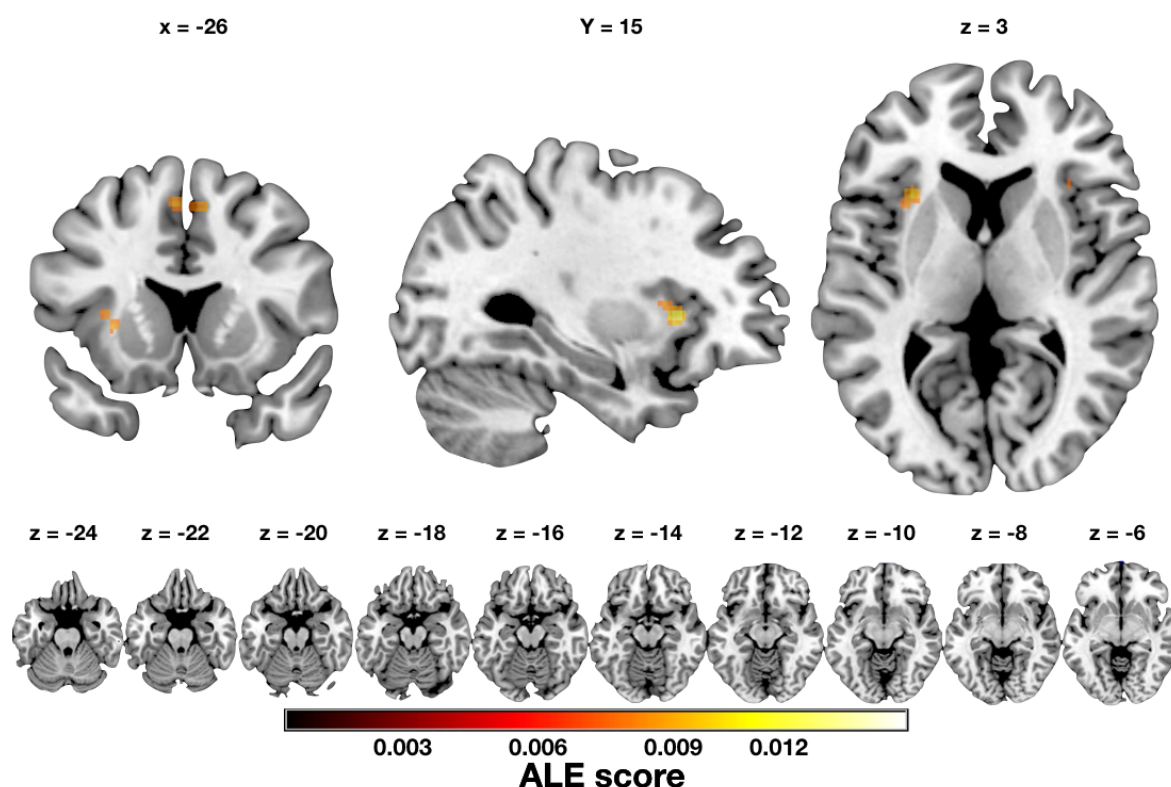 x = -26 Y = 15 z = 3
z = -24 z = -22 z = -20 z = -18 z = -16 z = -14 z = -12 z = -10 z = -8 z = -6
0.003 0.006 0.009 0.012
ALE score